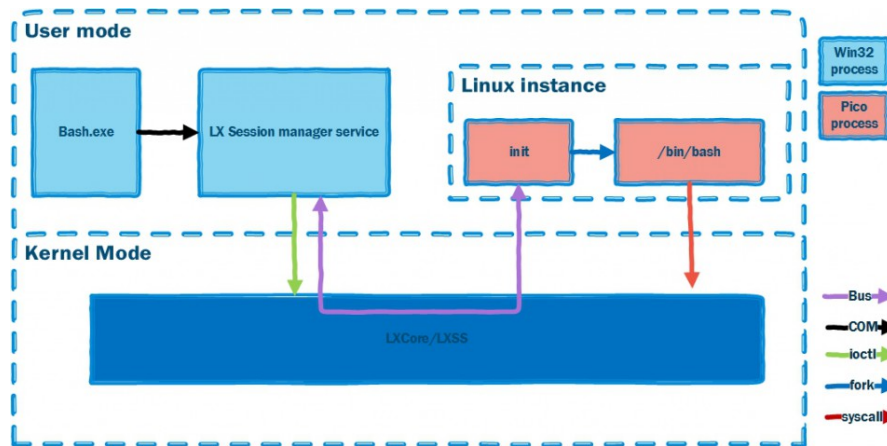 User mode
Win32
process
Linux instance
Bash.exe
LX Session manager service
Pico
process
init
/bin/bash
Kernel Mode
Bus
COM
LXCore/LXSS
ioctl
fork
syscall